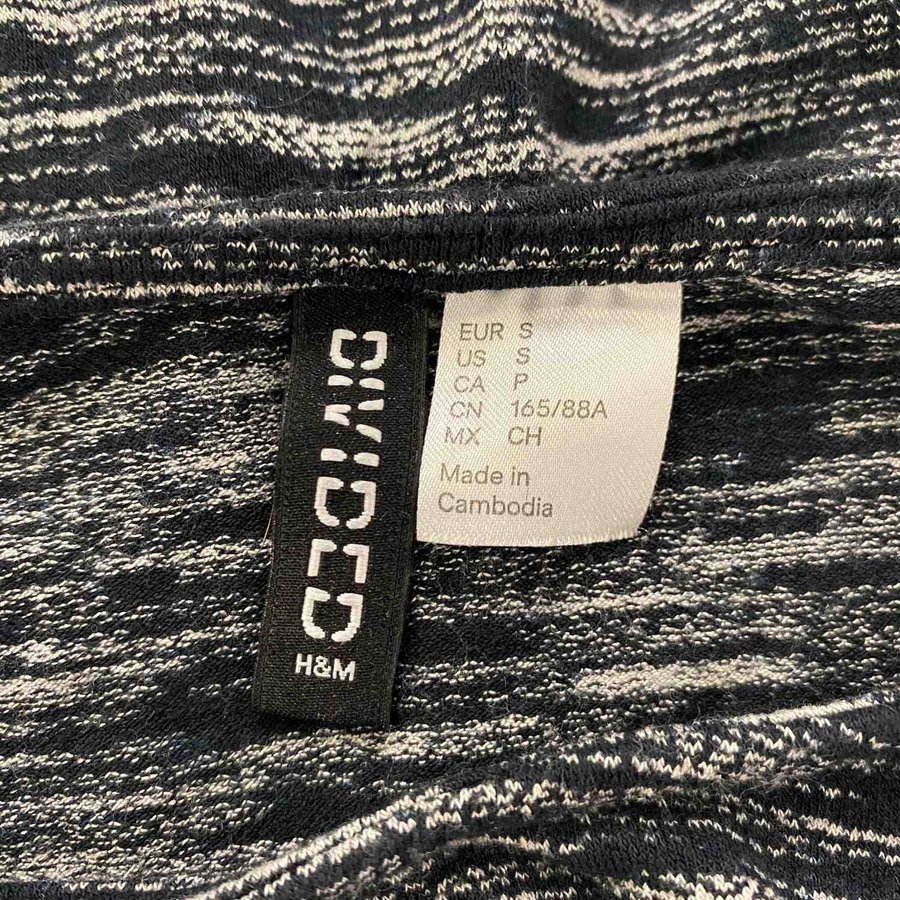 DIVIDED
H&M
EUR S
US S
CA P
CN 165/88A
MX CH
Made in
Cambodia